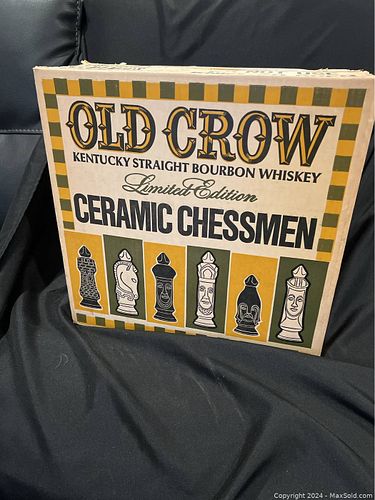 OLD CROW
KENTUCKY STRAIGHT BOURBON WHISKEY
Limited Edition
CERAMIC CHESSMEN
Copyright 2024 - MaxSold.com